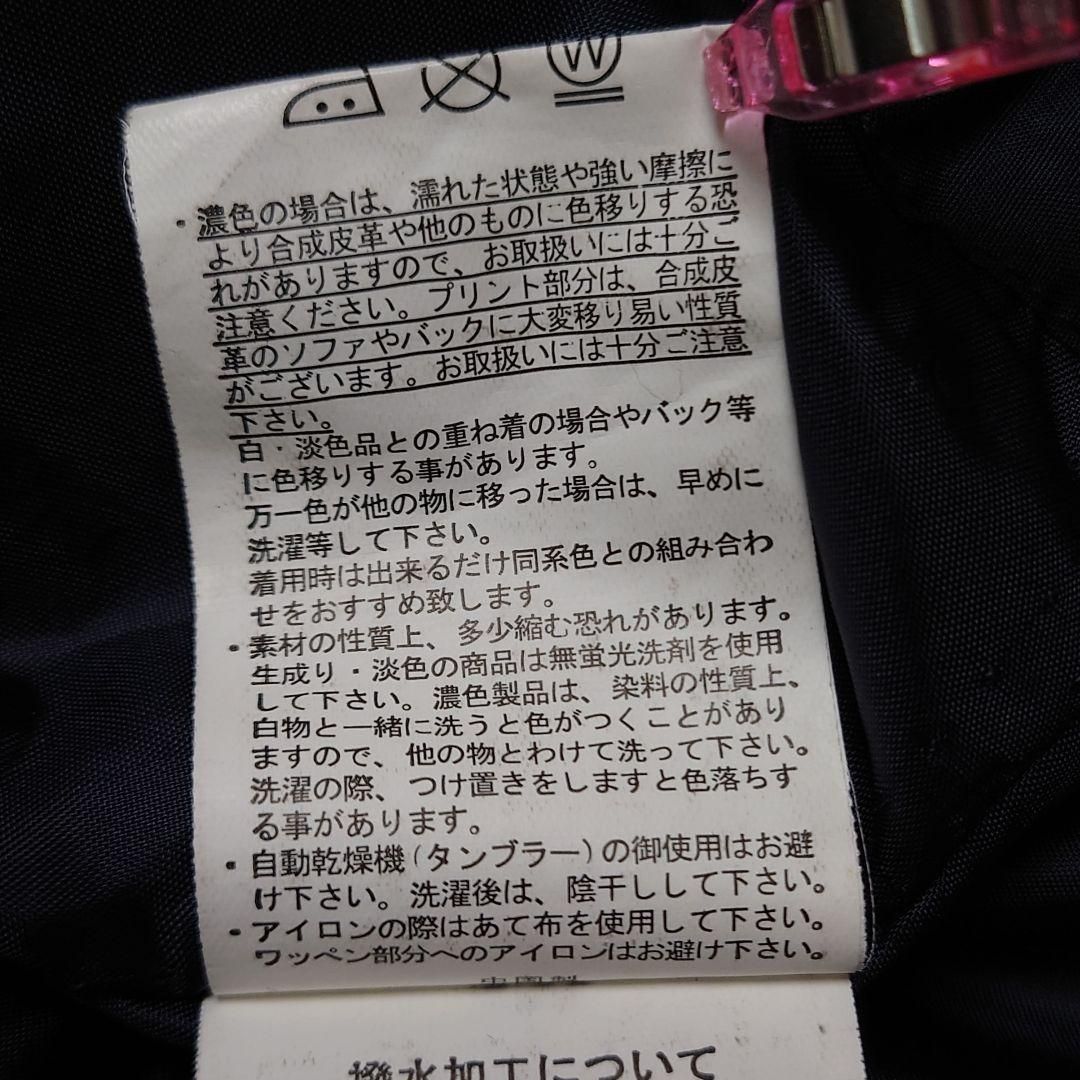 W
・濃色の場合は、濡れた状態や強い摩擦に
より合成皮革や他のものに色移りする恐
れがありますので、お取扱いには十分ご
注意ください。プリント部分は、合成皮
革のソファやバックに大変移り易い性質
がございます。お取扱いには十分ご注意
下さい。
白・淡色品との重ね着の場合やバック等
に色移りする事があります。
万一色が他の物に移った場合は、早めに
洗濯等して下さい。
着用時は出来るだけ同系色との組み合わ
せをおすすめ致します。
・素材の性質上、多少縮む恐れがあります。
生成り・淡色の商品は無蛍光洗剤を使用
して下さい。濃色製品は、染料の性質上、
白物と一緒に洗うと色がつくことがあり
ますので、他の物とわけて洗って下さい。
洗濯の際、つけ置きをしますと色落ちす
る事があります。
・自動乾燥機(タンブラー)の御使用はお避
け下さい。洗濯後は、陰干しして下さい。
・アイロンの際はあて布を使用して下さい。
ワッペン部分へのアイロンはお避け下さい。
中国製
撥水加工について